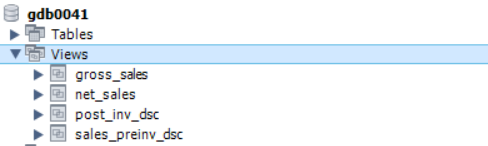 gdb0041
Tables
Views
gross_sales
net_sales
post_inv_dsc
sales_preinv_dsc